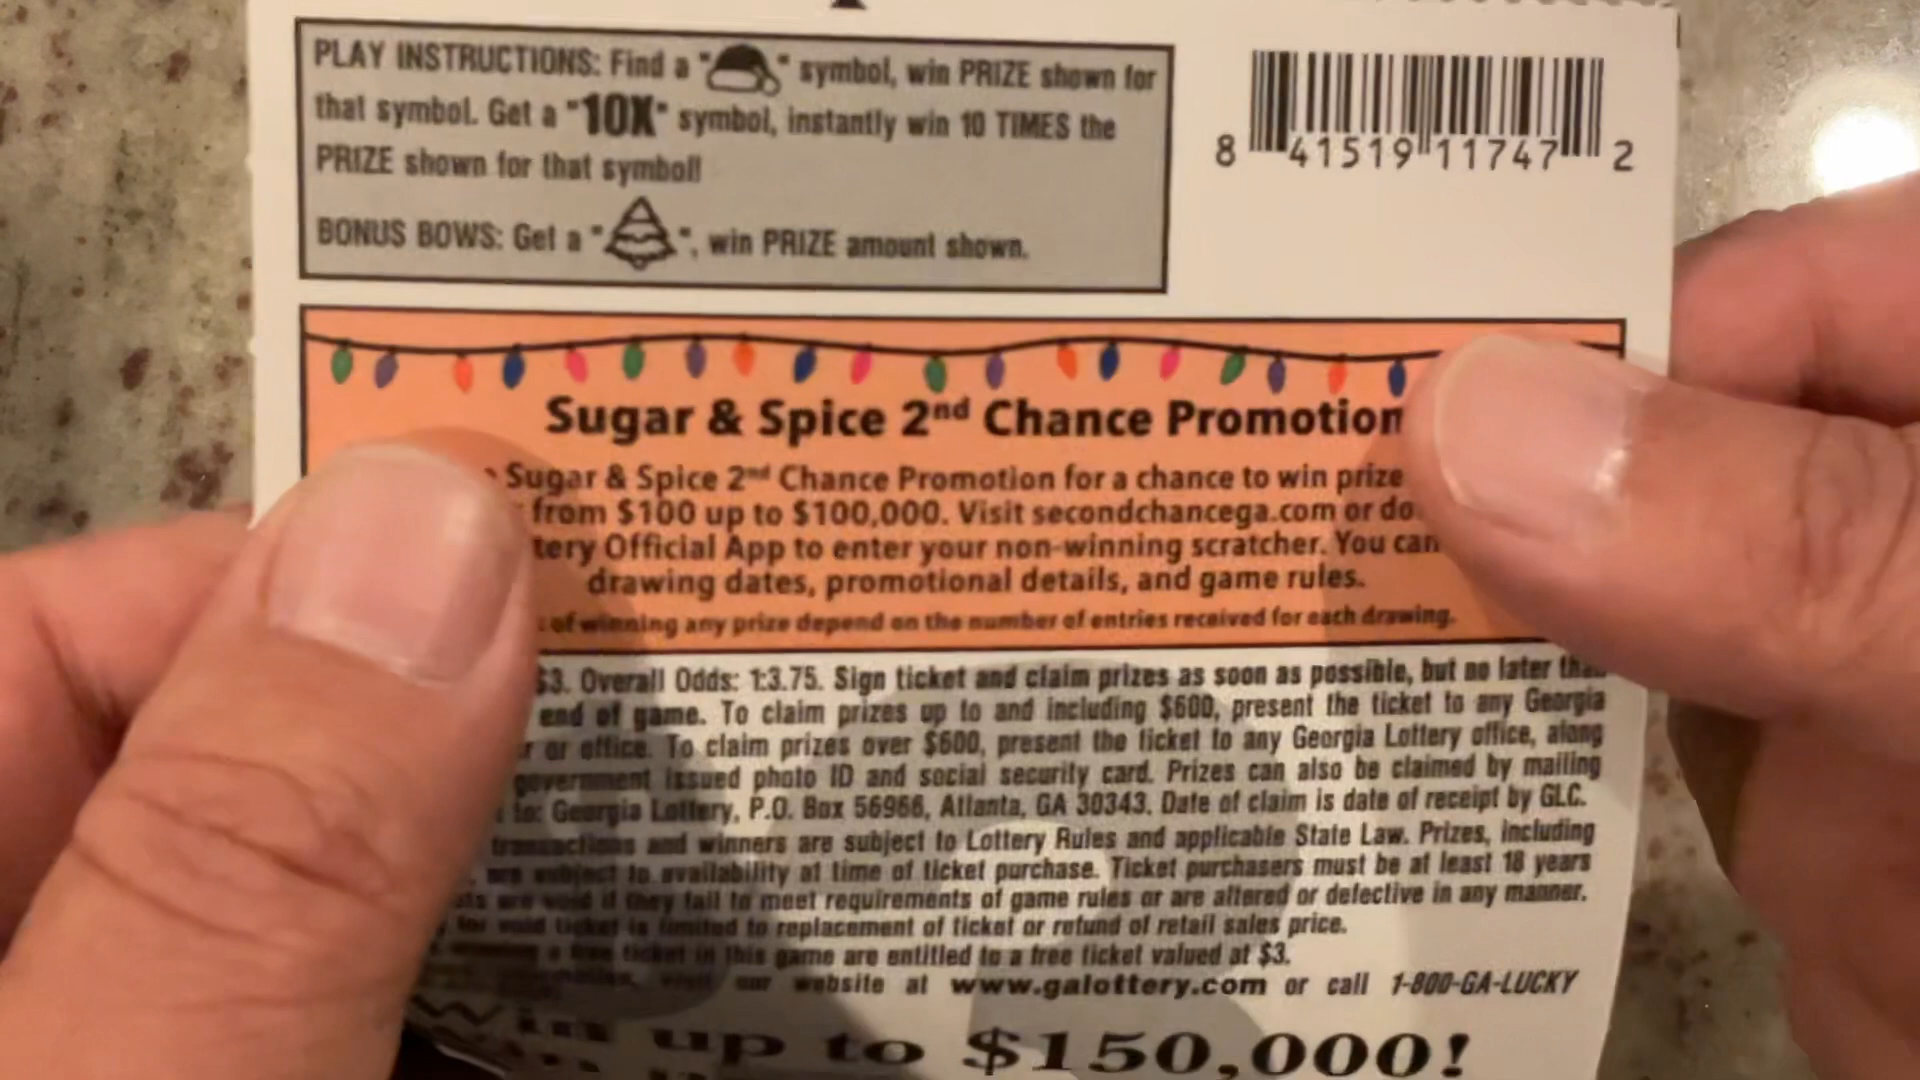 PLAY INSTRUCTIONS: Find a " " symbol, win PRIZE shown for
that symbol. Get a "10X" symbol, instantly win 10 TIMES the
PRIZE shown for that symbol!
BONUS BOWS: Get a " ", win PRIZE amount shown.
8 41519 11747 2
Sugar & Spice 2nd Chance Promotion
Sugar & Spice 2nd Chance Promotion for a chance to win prize
from $100 up to $100,000. Visit secondchancega.com or do
tery Official App to enter your non-winning scratcher. You can
drawing dates, promotional details, and game rules.
of winning any prize depend on the number of entries received for each drawing.
$3. Overall Odds: 1:3.75. Sign ticket and claim prizes as soon as possible, but no later than
end of game. To claim prizes up to and including $600, present the ticket to any Georgia
r or office. To claim prizes over $600, present the ticket to any Georgia Lottery office, along
government issued photo ID and social security card. Prizes can also be claimed by mailing
to: Georgia Lottery, P.O. Box 56966, Atlanta, GA 30343. Date of claim is date of receipt by GLC.
transactions and winners are subject to Lottery Rules and applicable State Law. Prizes, including
are subject to availability at time of ticket purchase. Ticket purchasers must be at least 18 years
ts are void if they fail to meet requirements of game rules or are altered or defective in any manner.
for void ticket is limited to replacement of ticket or refund of retail sales price.
winning a free ticket in this game are entitled to a free ticket valued at $3.
visit our website at www.galottery.com or call 1-800-GA-LUCKY
Win up to $150,000!